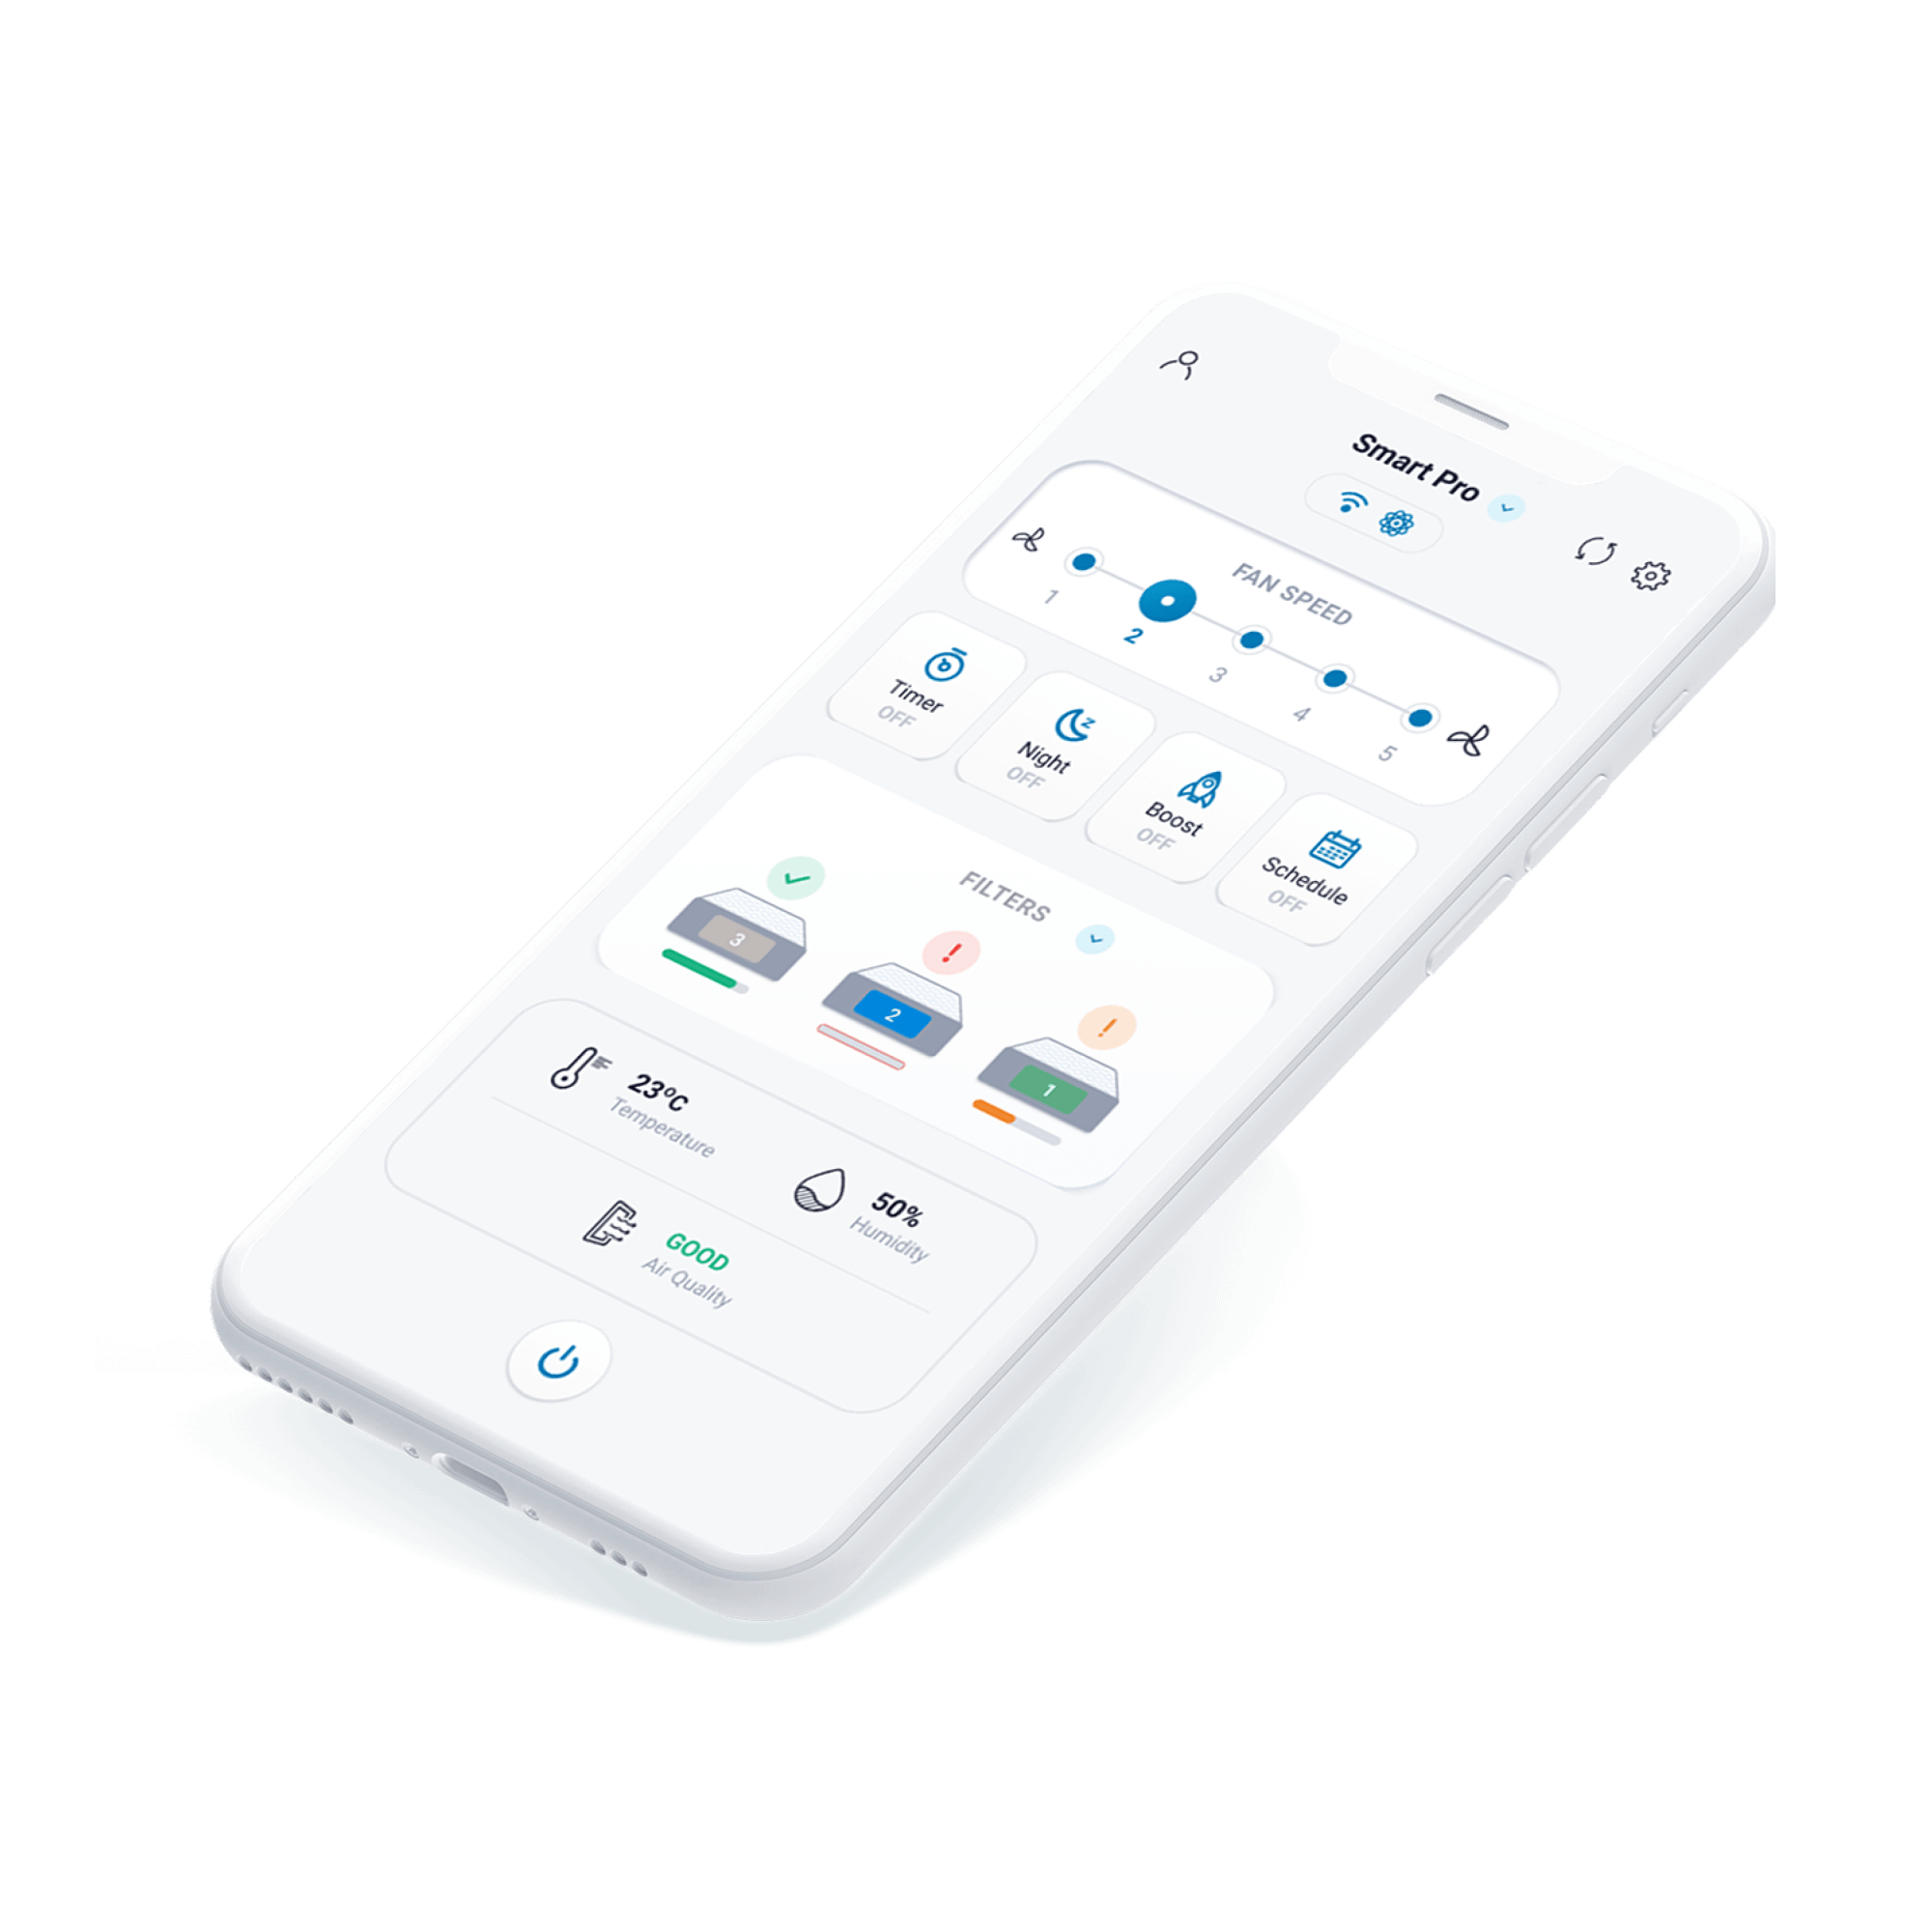 Smart Pro
FAN SPEED
1
2
3
4
5
Timer
OFF
Night
OFF
Boost
OFF
Schedule
OFF
FILTERS
3
2
1
23ºC
Temperature
50%
Humidity
GOOD
Air Quality